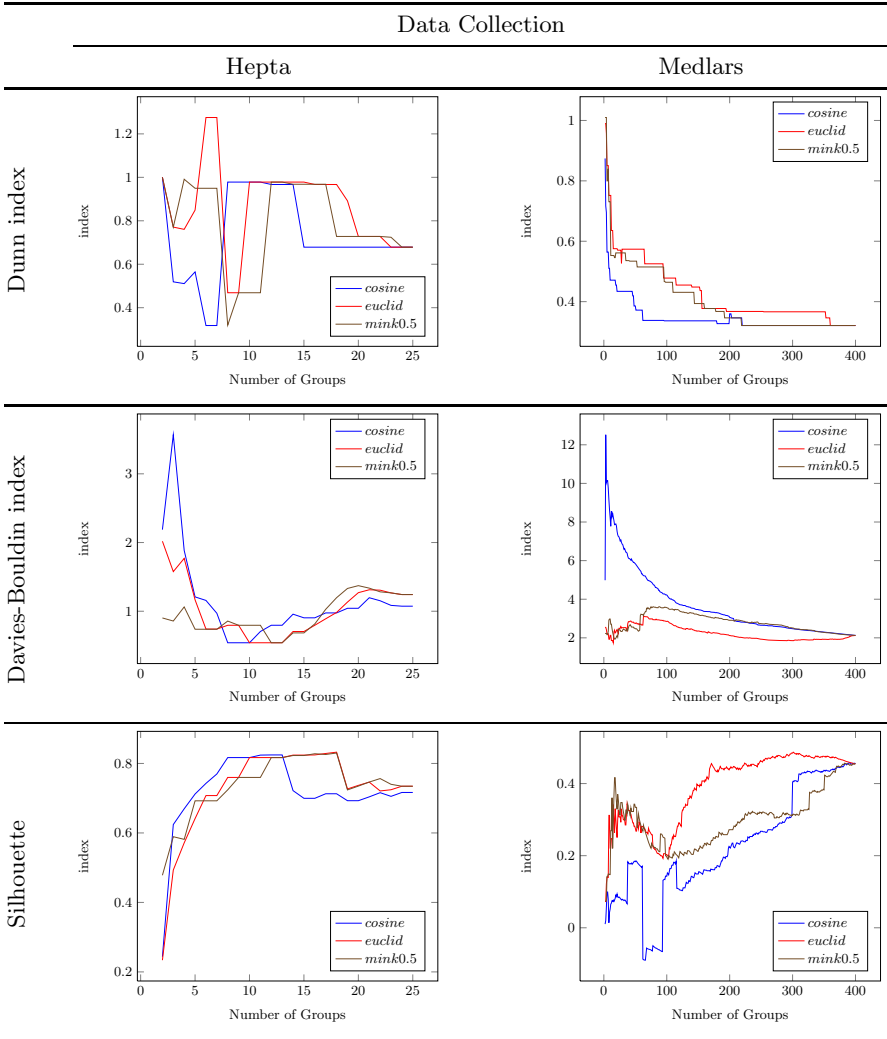 Data Collection
Hepta Medlars
Dunn index
1.2
1
0.8
0.6
0.4
0 5 10 15 20 25
index
Number of Groups
cosine
euclid
mink0.5
1
0.8
0.6
0.4
0 100 200 300 400
index
Number of Groups
cosine
euclid
mink0.5
Davies-Bouldin index
3
2
1
0 5 10 15 20 25
index
Number of Groups
cosine
euclid
mink0.5
12
10
8
6
4
2
0 100 200 300 400
index
Number of Groups
cosine
euclid
mink0.5
Silhouette
0.8
0.6
0.4
0.2
0 5 10 15 20 25
index
Number of Groups
cosine
euclid
mink0.5
0.4
0.2
0
0 100 200 300 400
index
Number of Groups
cosine
euclid
mink0.5